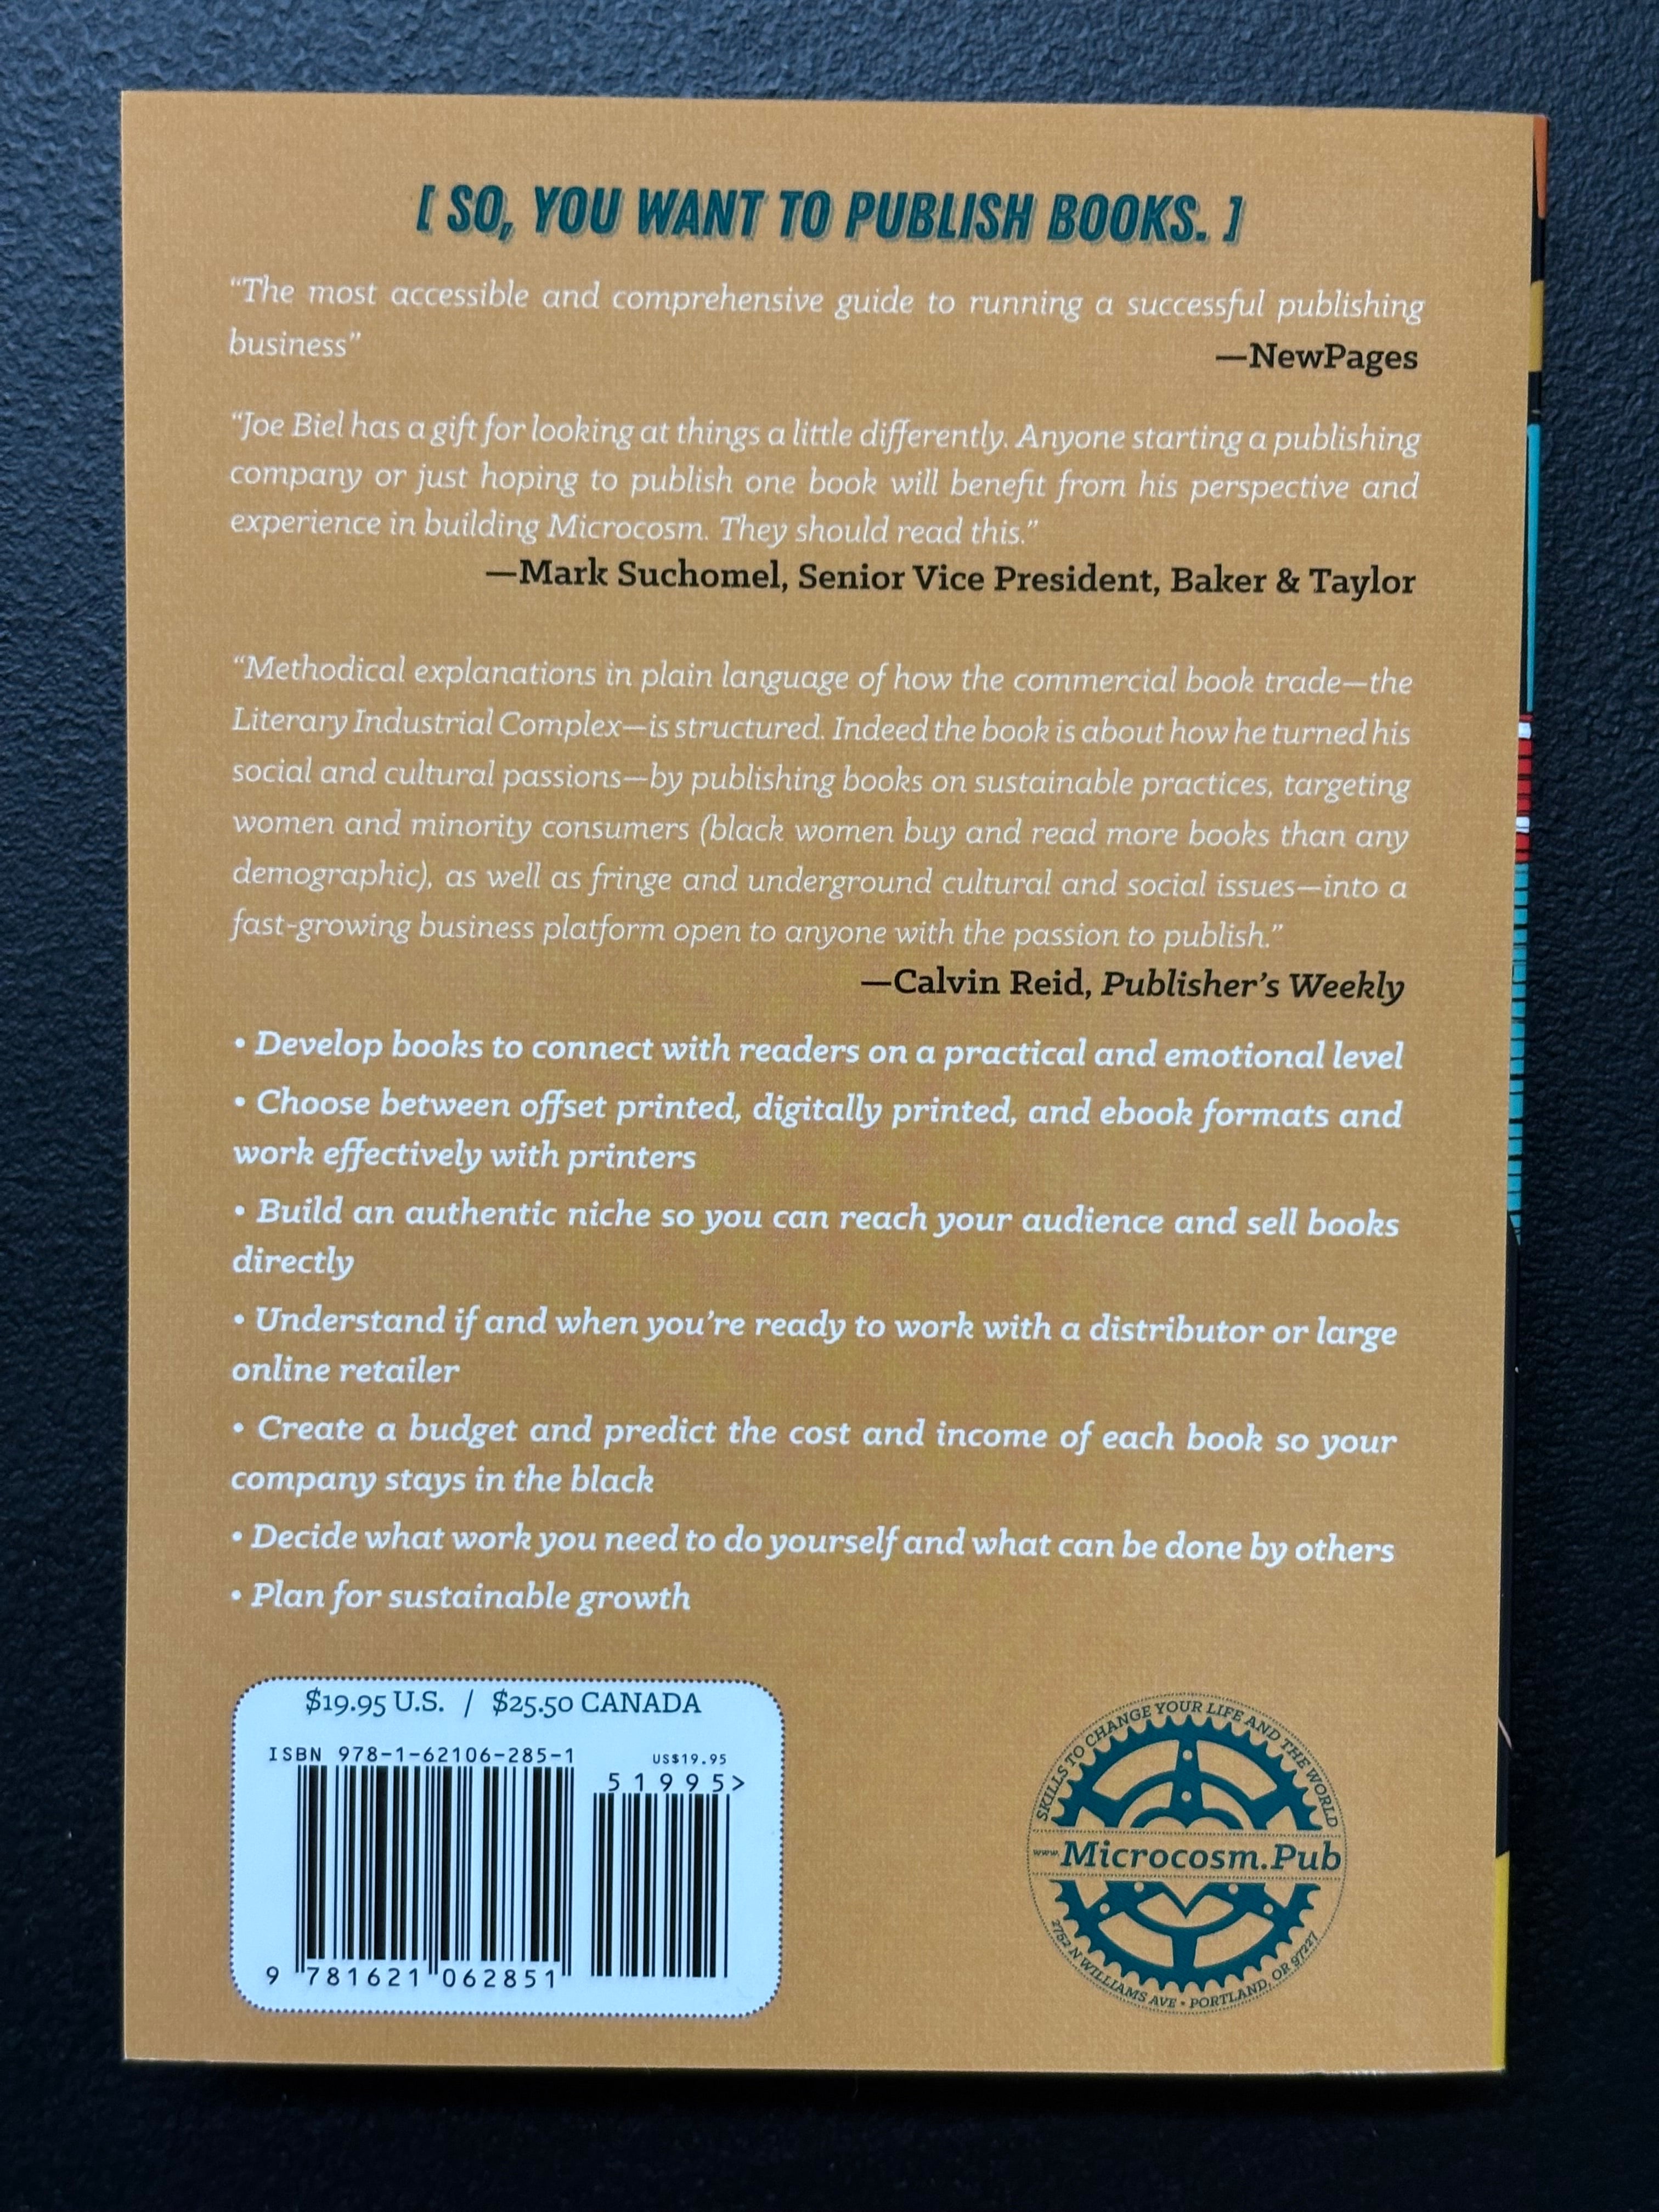 [ SO, YOU WANT TO PUBLISH BOOKS. ]
“The most accessible and comprehensive guide to running a successful publishing
business”
—NewPages
“Joe Biel has a gift for looking at things a little differently. Anyone starting a publishing
company or just hoping to publish one book will benefit from his perspective and
experience in building Microcosm. They should read this.”
—Mark Suchomel, Senior Vice President, Baker & Taylor
“Methodical explanations in plain language of how the commercial book trade—the
Literary Industrial Complex—is structured. Indeed the book is about how he turned his
social and cultural passions—by publishing books on sustainable practices, targeting
women and minority consumers (black women buy and read more books than any
demographic), as well as fringe and underground cultural and social issues—into a
fast-growing business platform open to anyone with the passion to publish.”
—Calvin Reid, Publisher’s Weekly
• Develop books to connect with readers on a practical and emotional level
• Choose between offset printed, digitally printed, and ebook formats and
work effectively with printers
• Build an authentic niche so you can reach your audience and sell books
directly
• Understand if and when you’re ready to work with a distributor or large
online retailer
• Create a budget and predict the cost and income of each book so your
company stays in the black
• Decide what work you need to do yourself and what can be done by others
• Plan for sustainable growth
$19.95 U.S. / $25.50 CANADA
ISBN 978-1-62106-285-1
US$19.95
5 1 9 9 5 >
9 781621 062851
SKILLS TO CHANGE YOUR LIFE AND THE WORLD
www.Microcosm.Pub
2752 N WILLIAMS AVE • PORTLAND, OR 97227